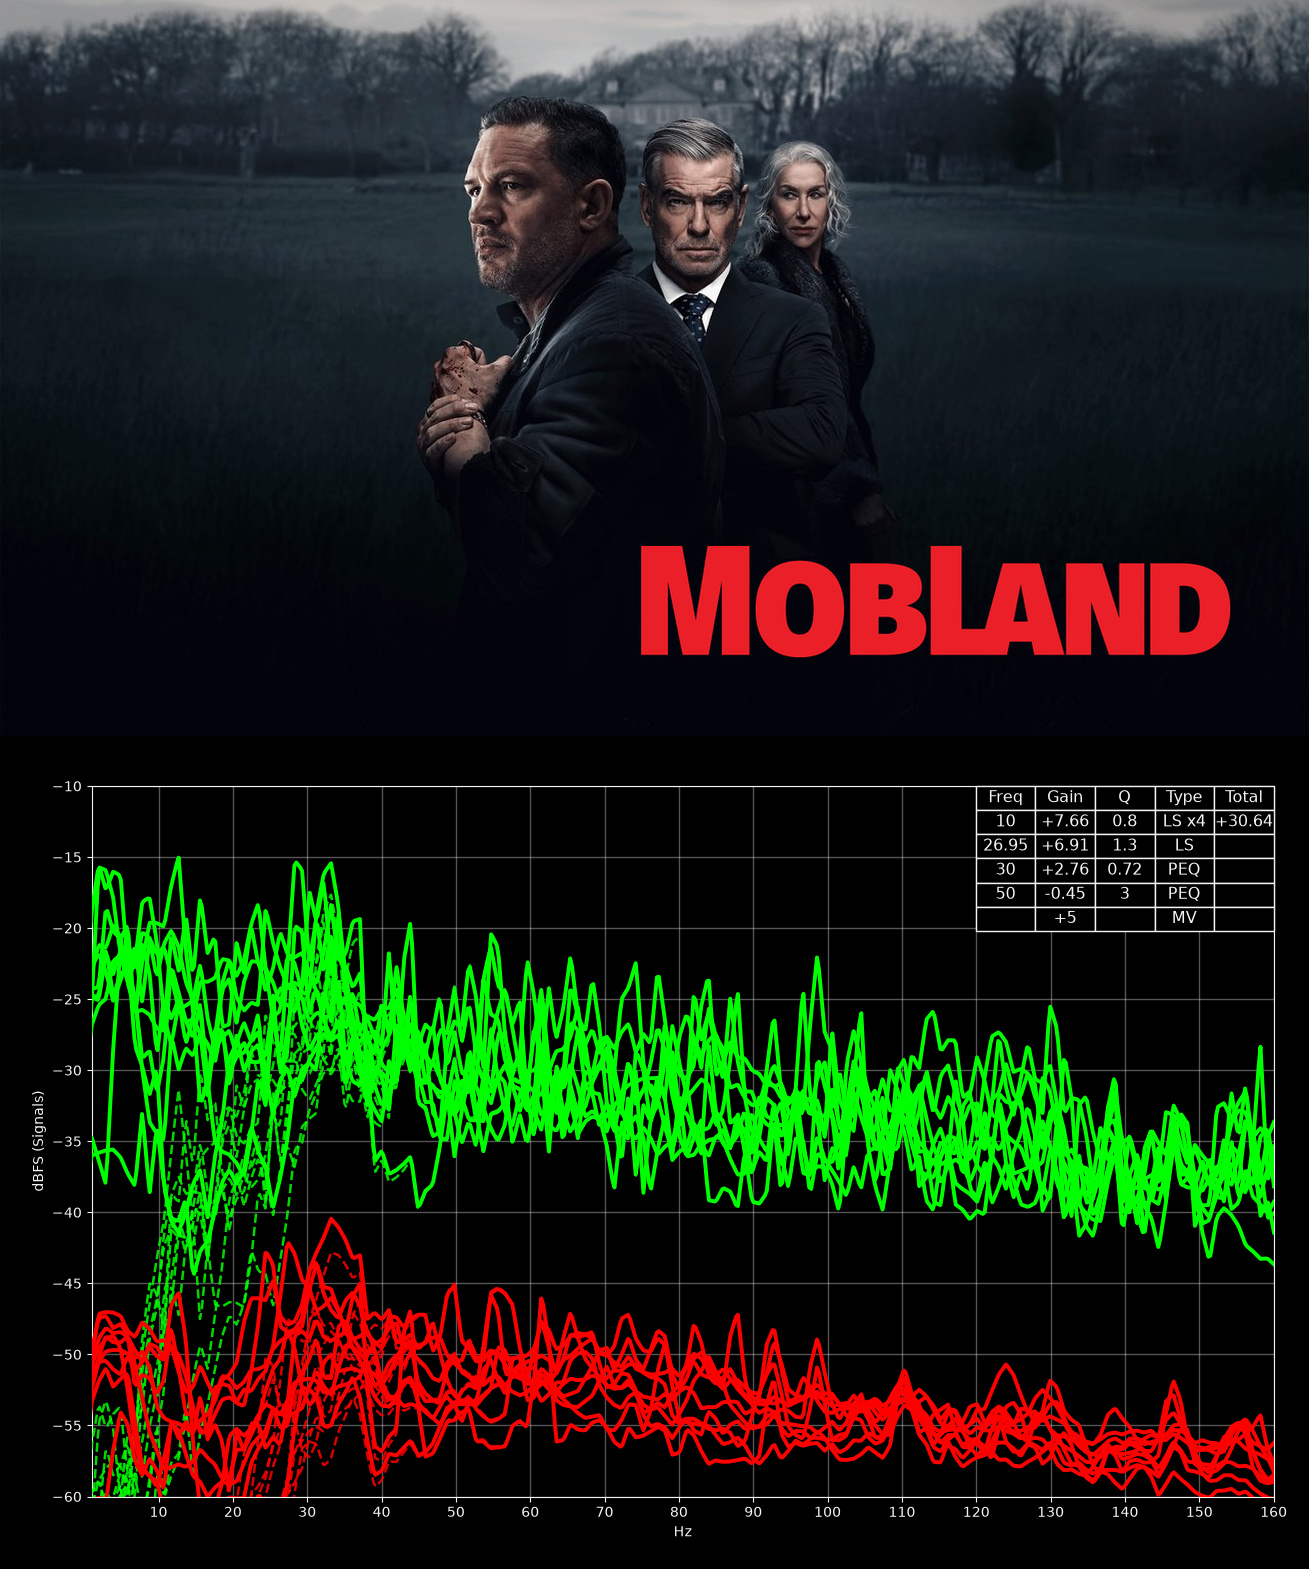 MOBLAND
Freq Gain Q Type Total
10 +7.66 0.8 LS x4 +30.64
26.95 +6.91 1.3 LS
30 +2.76 0.72 PEQ
50 -0.45 3 PEQ
+5 MV
−10
−15
−20
−25
−30
−35
−40
−45
−50
−55
−60
dBFS (Signals)
10 20 30 40 50 60 70 80 90 100 110 120 130 140 150 160
Hz